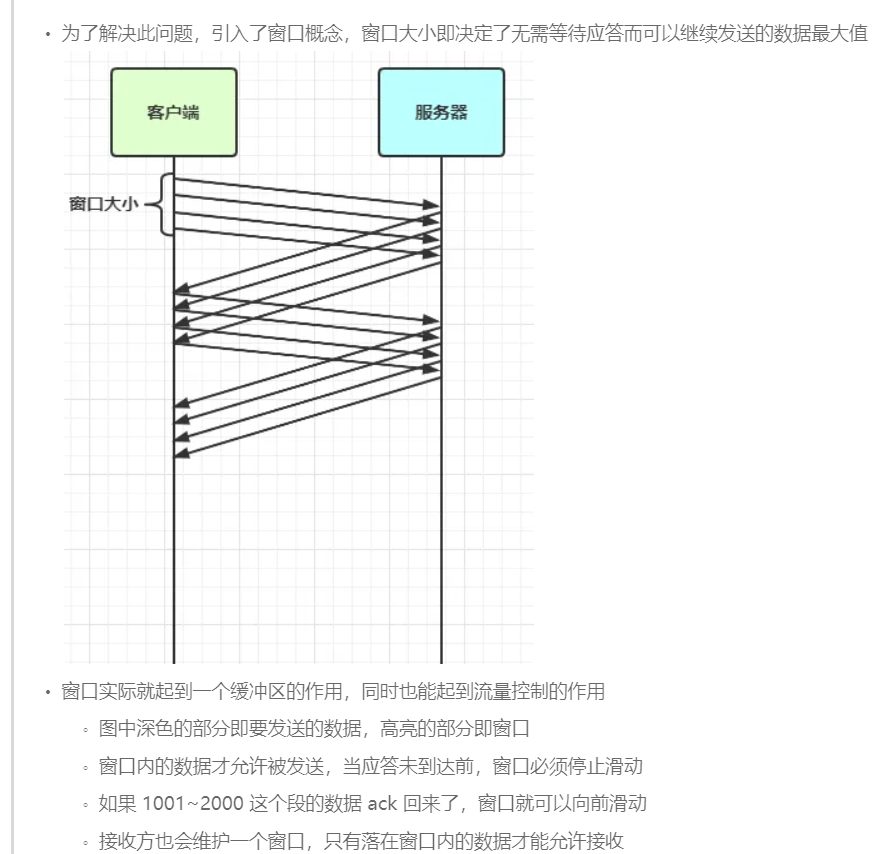 • 为了解决此问题，引入了窗口概念，窗口大小即决定了无需等待应答而可以继续发送的数据最大值
客户端
服务器
窗口大小
• 窗口实际就起到一个缓冲区的作用，同时也能起到流量控制的作用
◦ 图中深色的部分即要发送的数据，高亮的部分即窗口
◦ 窗口内的数据才允许被发送，当应答未到达前，窗口必须停止滑动
◦ 如果 1001~2000 这个段的数据 ack 回来了，窗口就可以向前滑动
◦ 接收方也会维护一个窗口，只有落在窗口内的数据才能允许接收